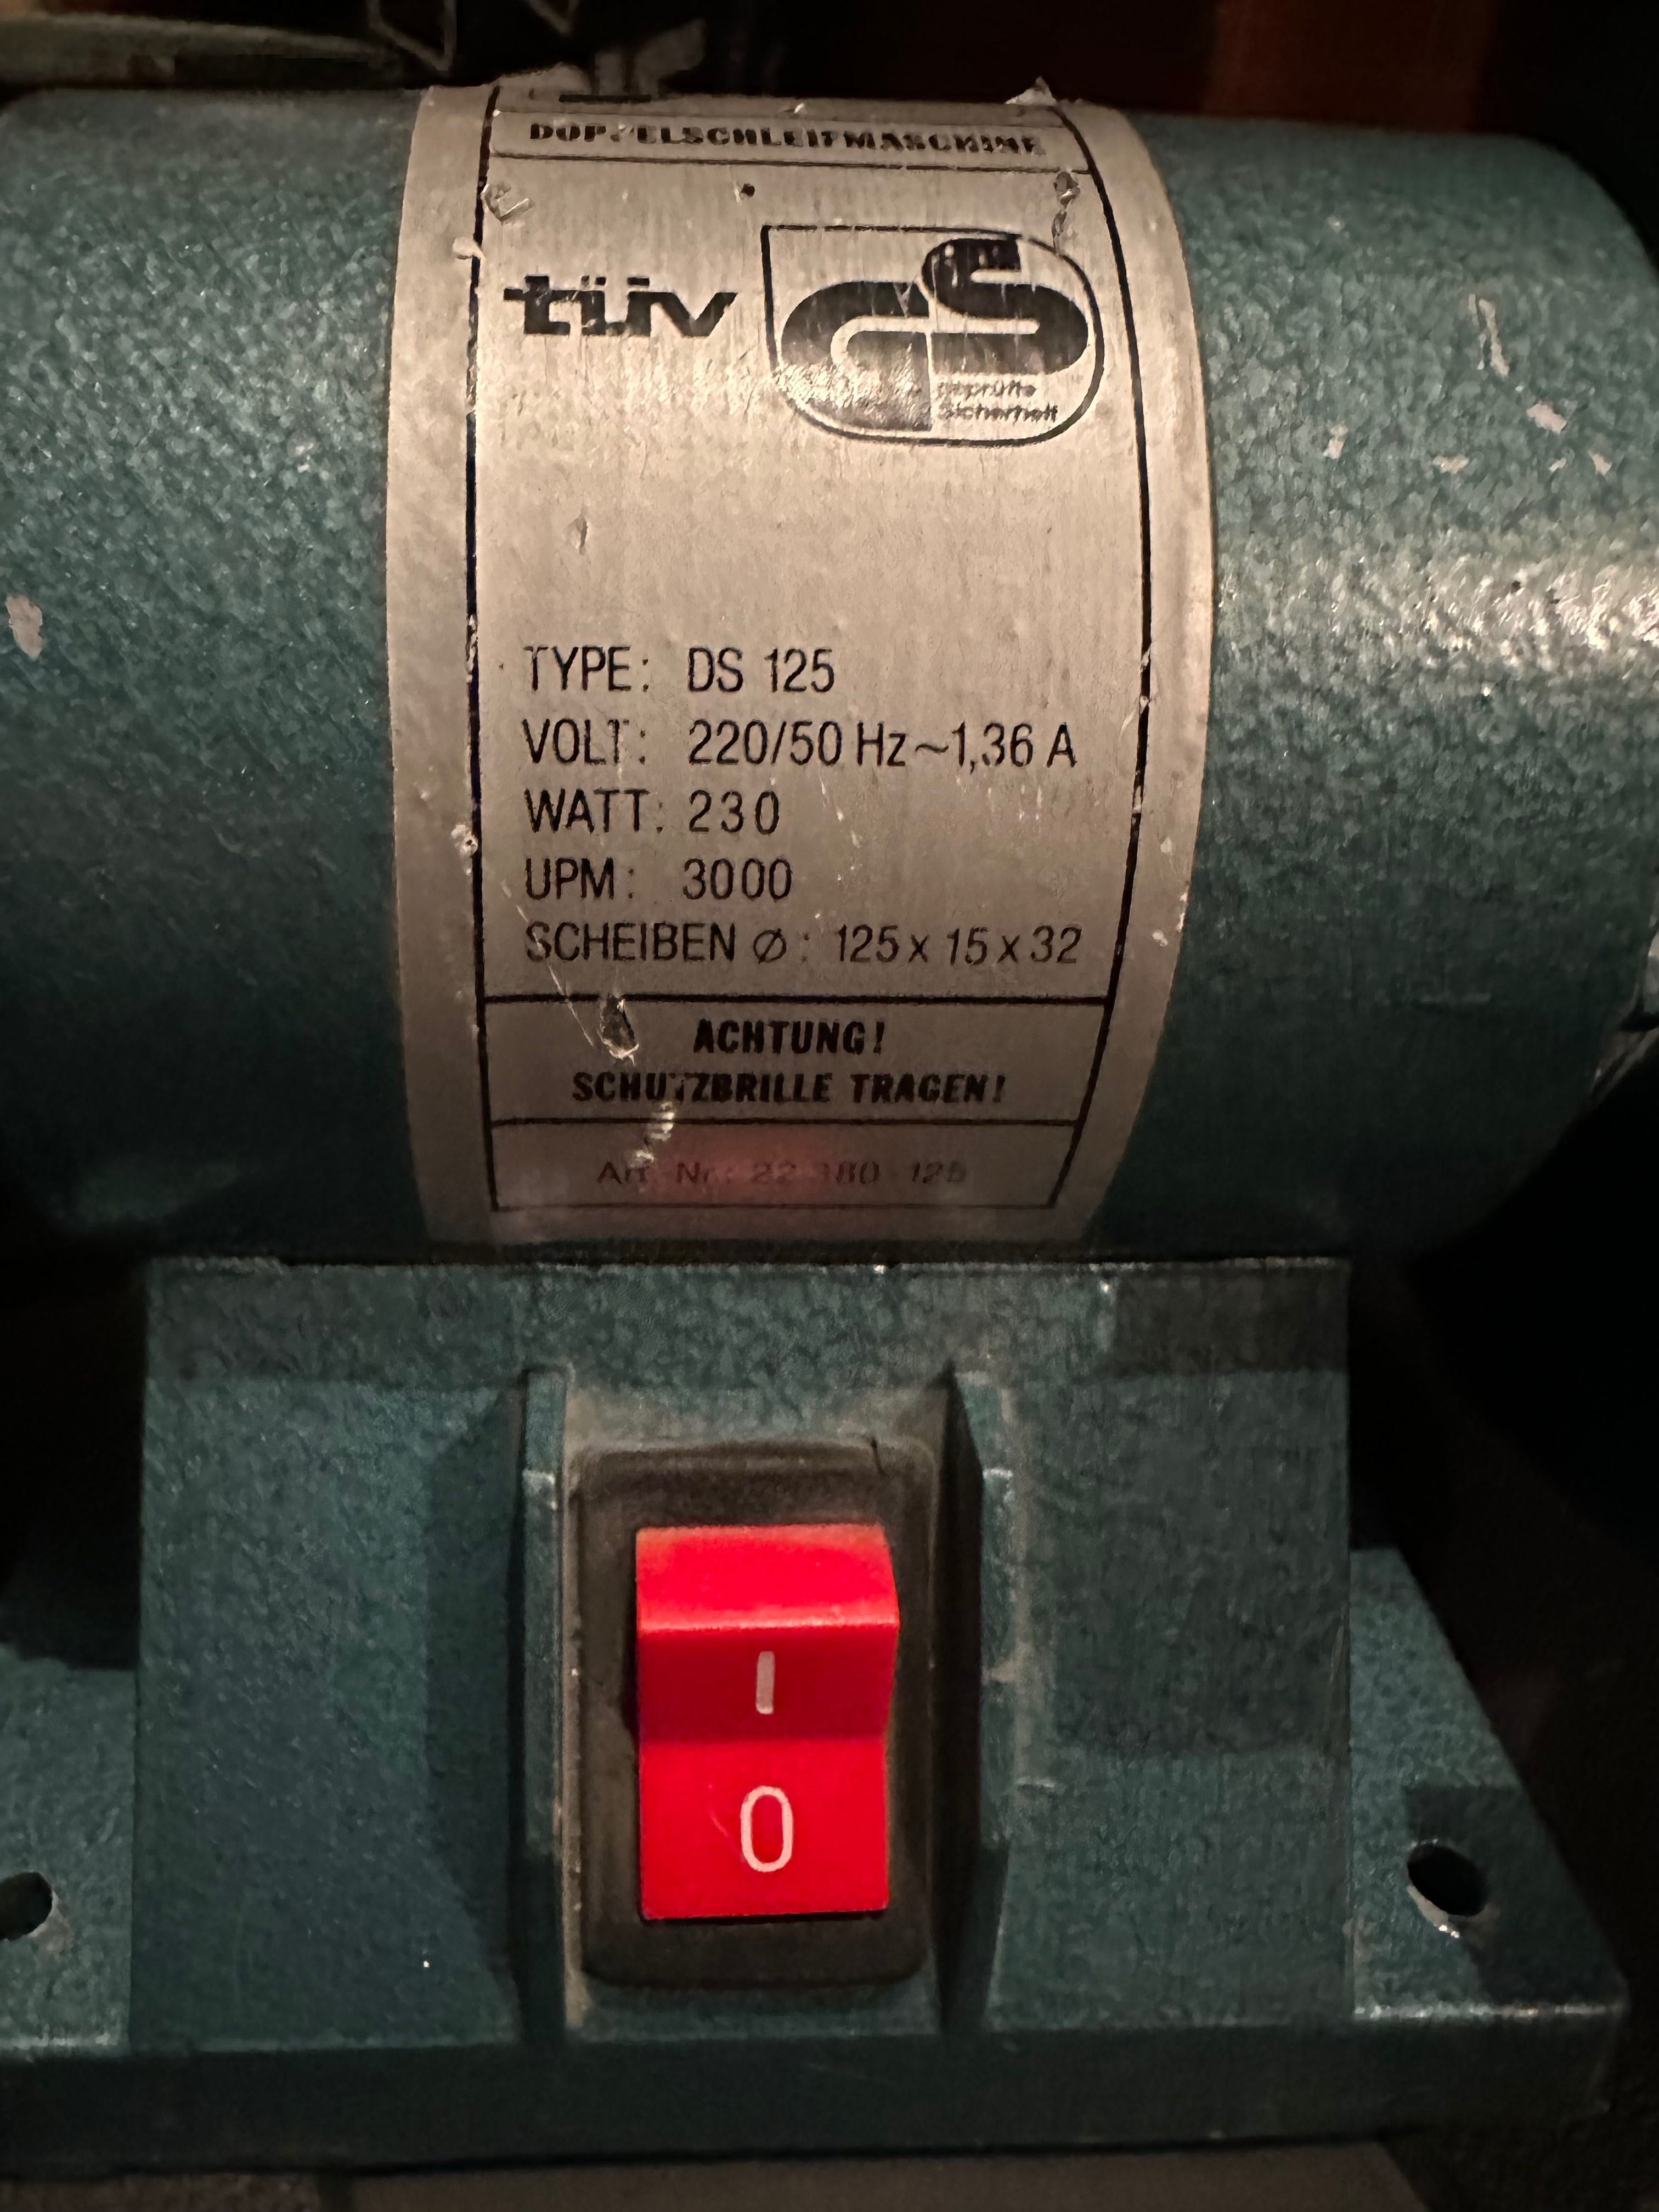 DOPPELSCHLEIFMASCHINE
tüv GS
geprüfte
Sicherheit
TYPE: DS 125
VOLT: 220/50 Hz~1,36 A
WATT: 230
UPM: 3000
SCHEIBEN Ø: 125 x 15 x 32
ACHTUNG!
SCHUTZBRILLE TRAGEN!
Art.-Nr.: 22 180 - 125
I
0